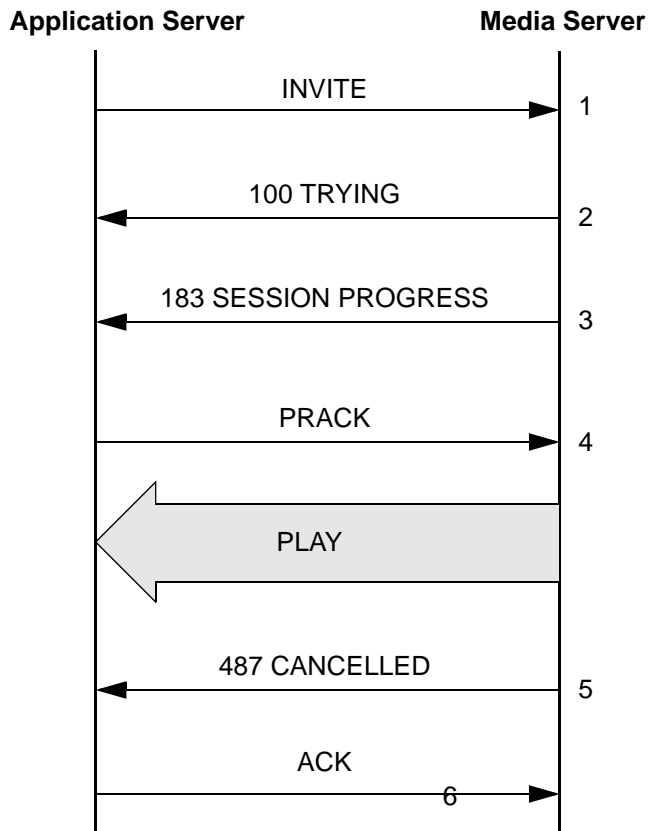 Application Server Media Server
INVITE
1
100 TRYING
2
183 SESSION PROGRESS
3
PRACK
4
PLAY
487 CANCELLED
5
ACK
6